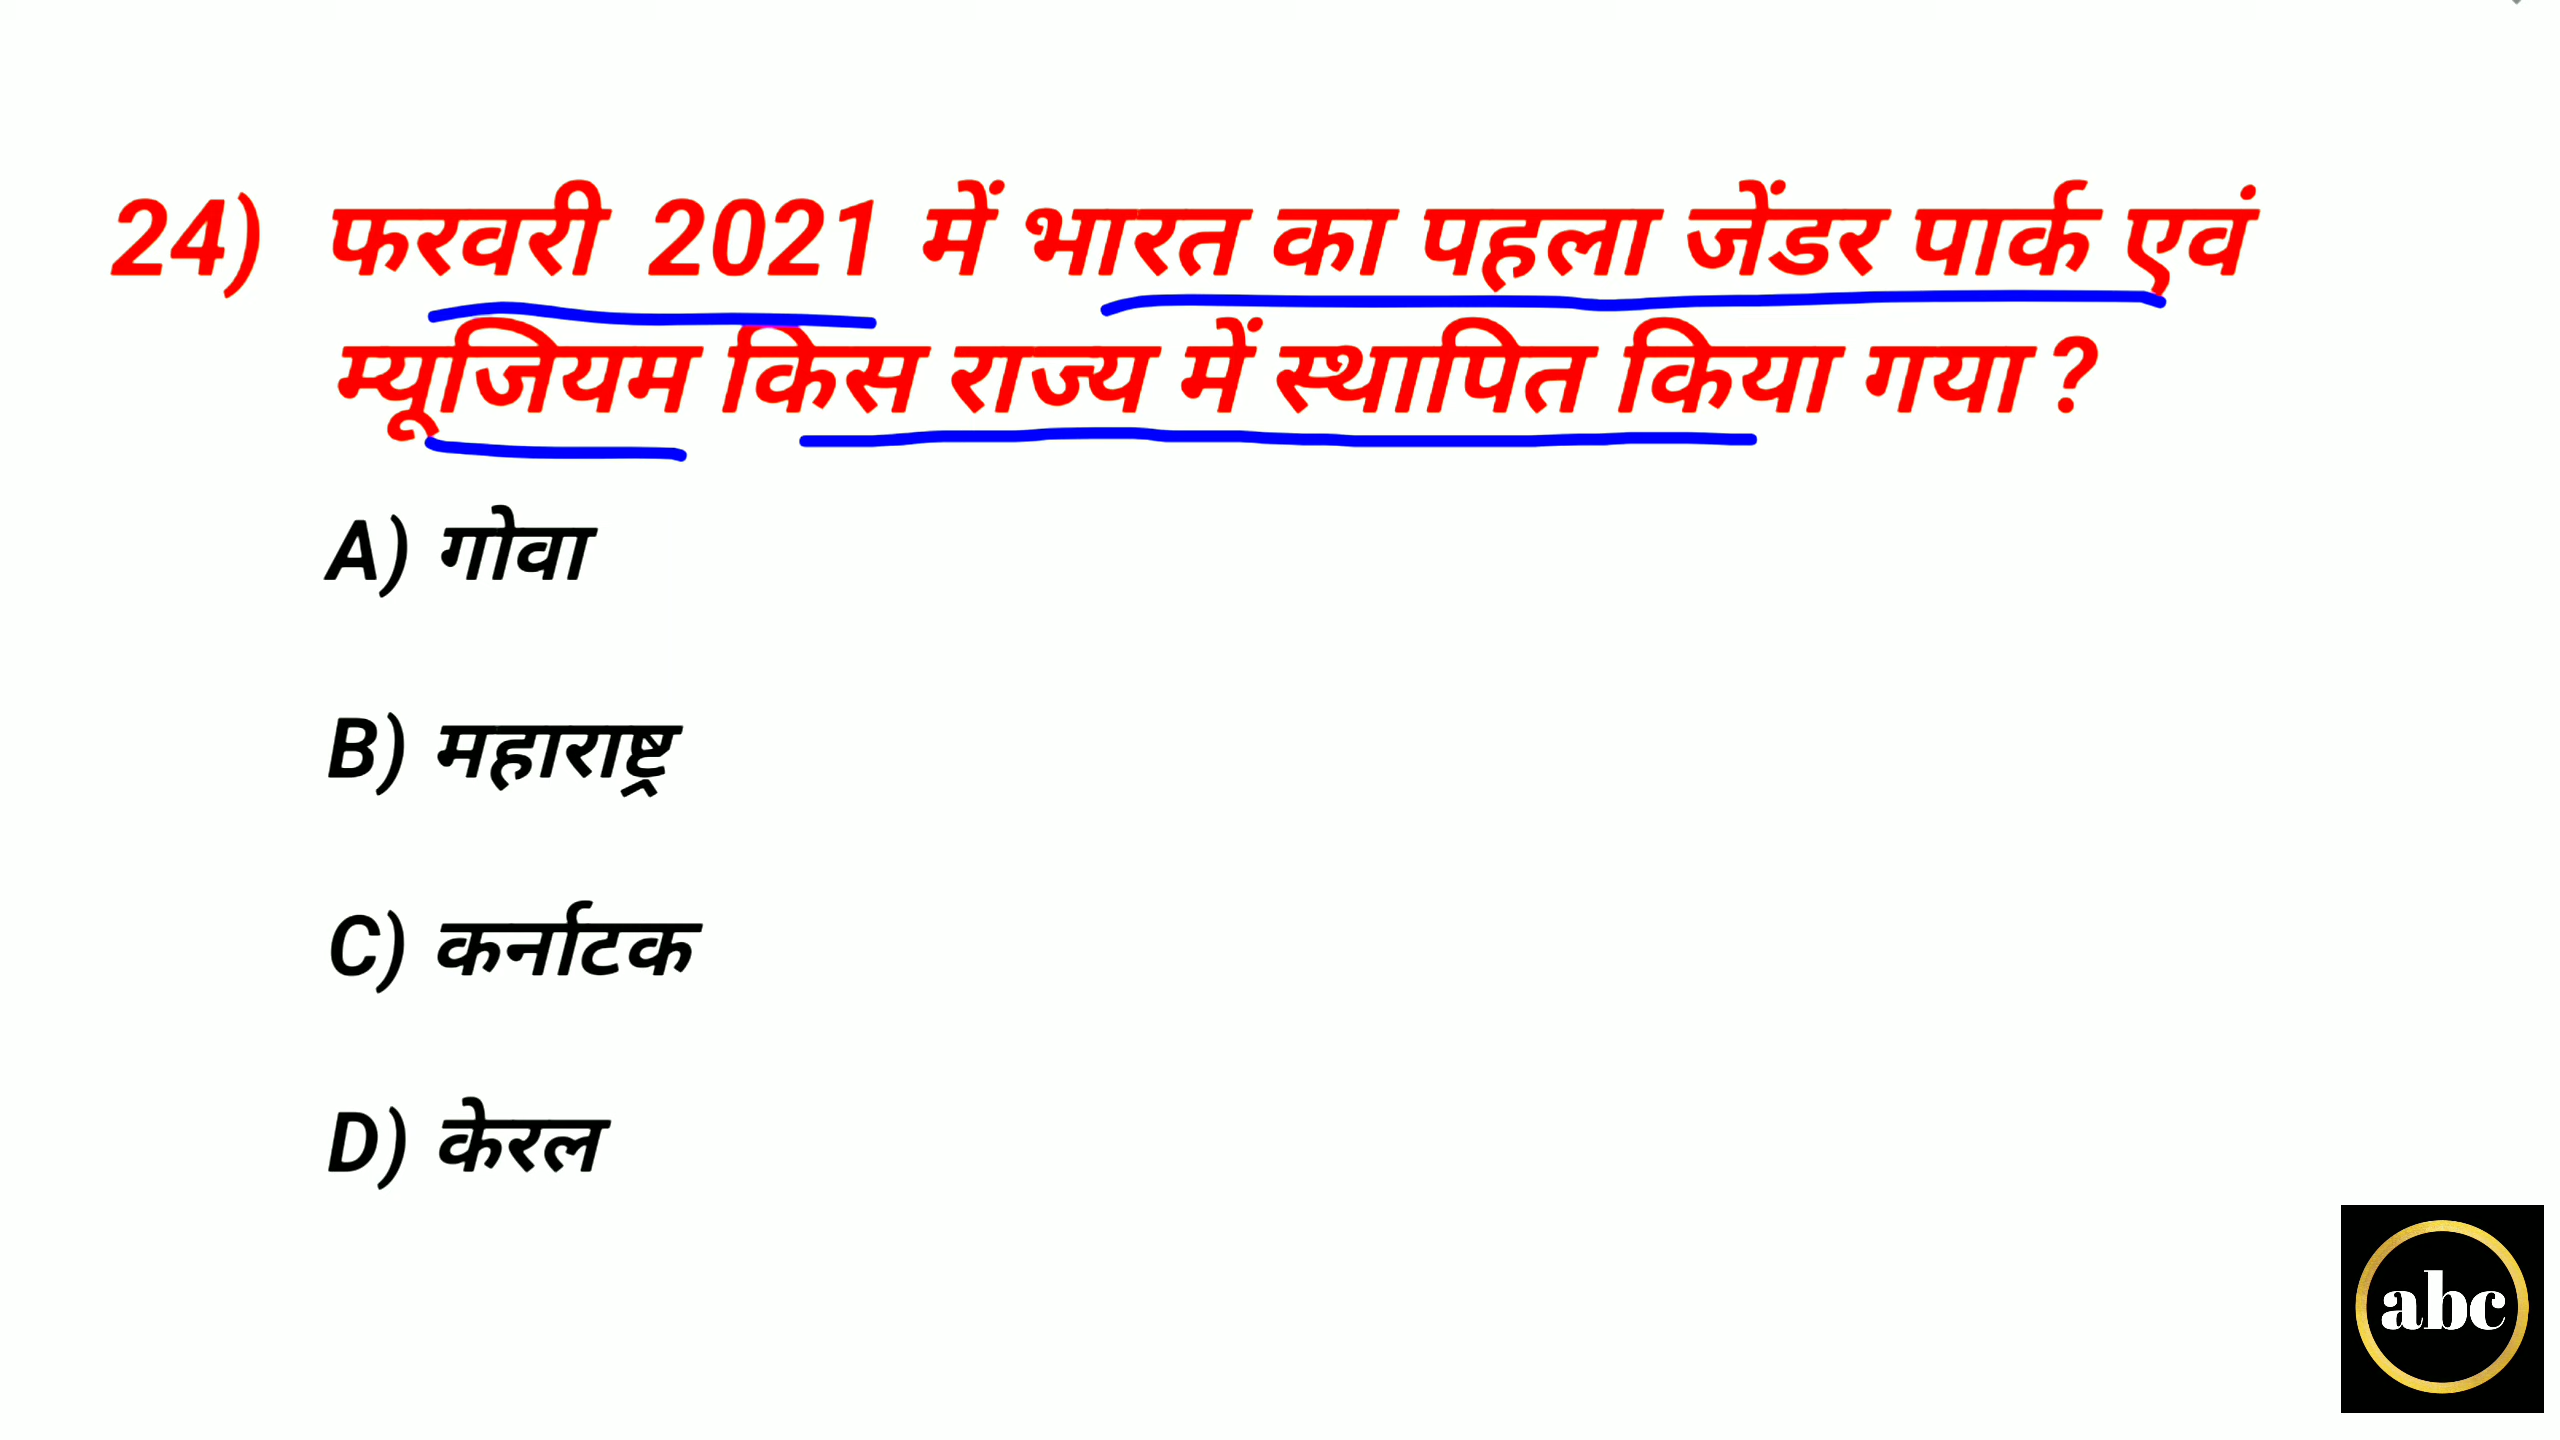 24) फरवरी 2021 में भारत का पहला जेंडर पार्क एवं
म्यूजियम किस राज्य में स्थापित किया गया ?
A) गोवा
B) महाराष्ट्र
C) कर्नाटक
D) केरल
abc